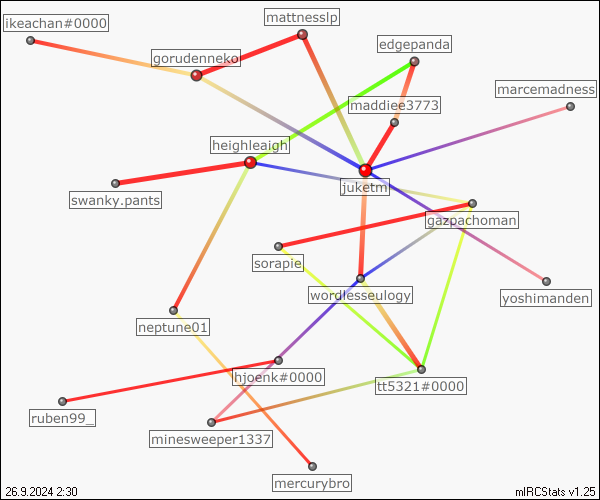 mattnesslp
ikeachan#0000
edgepanda
gorudenneko
marcemadness
maddiee3773
heighleaigh
juketm
swanky.pants
gazpachoman
sorapie
wordlesseulogy
yoshimanden
neptune01
hjoenk#0000
tt5321#0000
ruben99_
minesweeper1337
mercurybro
26.9.2024 2:30
mIRCStats v1.25